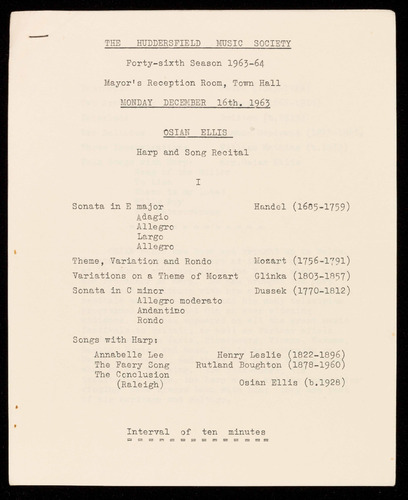 THE HUDDERSFIELD MUSIC SOCIETY
Forty-sixth Season 1963-64
Mayor's Reception Room, Town Hall
MONDAY DECEMBER 16th. 1963
OSIAN ELLIS
Harp and Song Recital
I
Sonata in E major Handel (1685-1759)
Adagio
Allegro
Largo
Allegro
Theme, Variation and Rondo Mozart (1756-1791)
Variations on a Theme of Mozart Glinka (1803-1857)
Sonata in C minor Dussek (1770-1812)
Allegro moderato
Andantino
Rondo
Songs with Harp:
Annabelle Lee Henry Leslie (1822-1896)
The Faery Song Rutland Boughton (1878-1960)
The Conclusion
(Raleigh) Osian Ellis (b.1928)
Interval of ten minutes